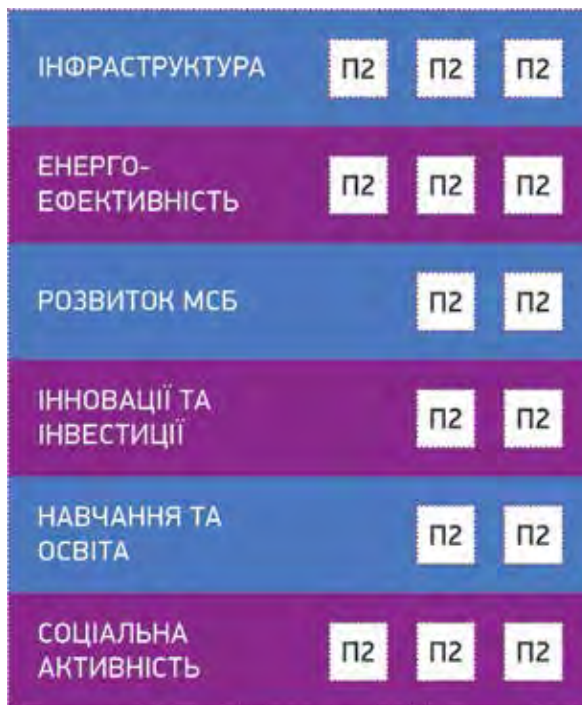 ІНФРАСТРУКТУРА П2 П2 П2
ЕНЕРГО-
ЕФЕКТИВНІСТЬ П2 П2 П2
РОЗВИТОК МСБ П2 П2
ІННОВАЦІЇ ТА
ІНВЕСТИЦІЇ П2 П2
НАВЧАННЯ ТА
ОСВІТА П2 П2
СОЦІАЛЬНА
АКТИВНІСТЬ П2 П2 П2